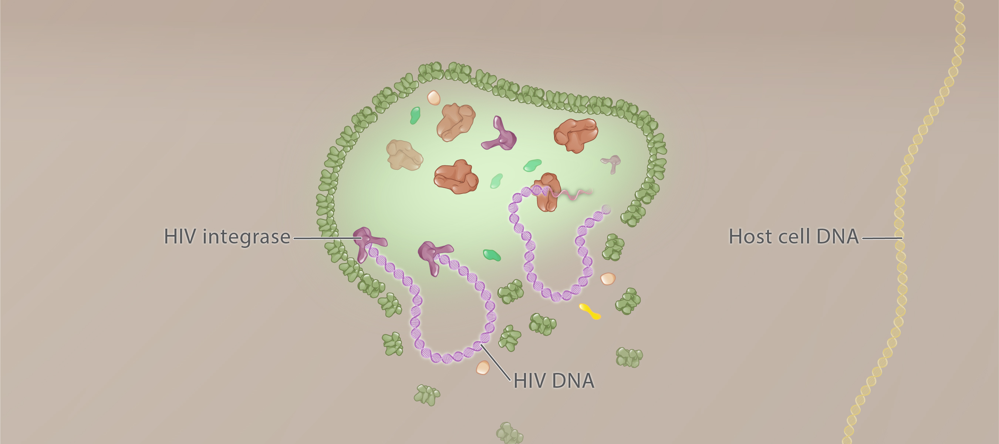 HIV integrase
Host cell DNA
HIV DNA